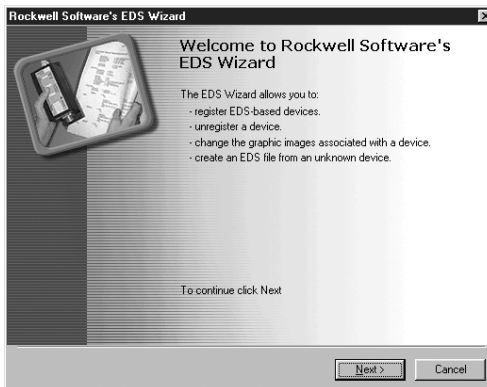 Rockwell Software's EDS Wizard
Welcome to Rockwell Software's
EDS Wizard
The EDS Wizard allows you to:
- register EDS-based devices.
- unregister a device.
- change the graphic images associated with a device.
- create an EDS file from an unknown device.
To continue click Next
Next >
Cancel